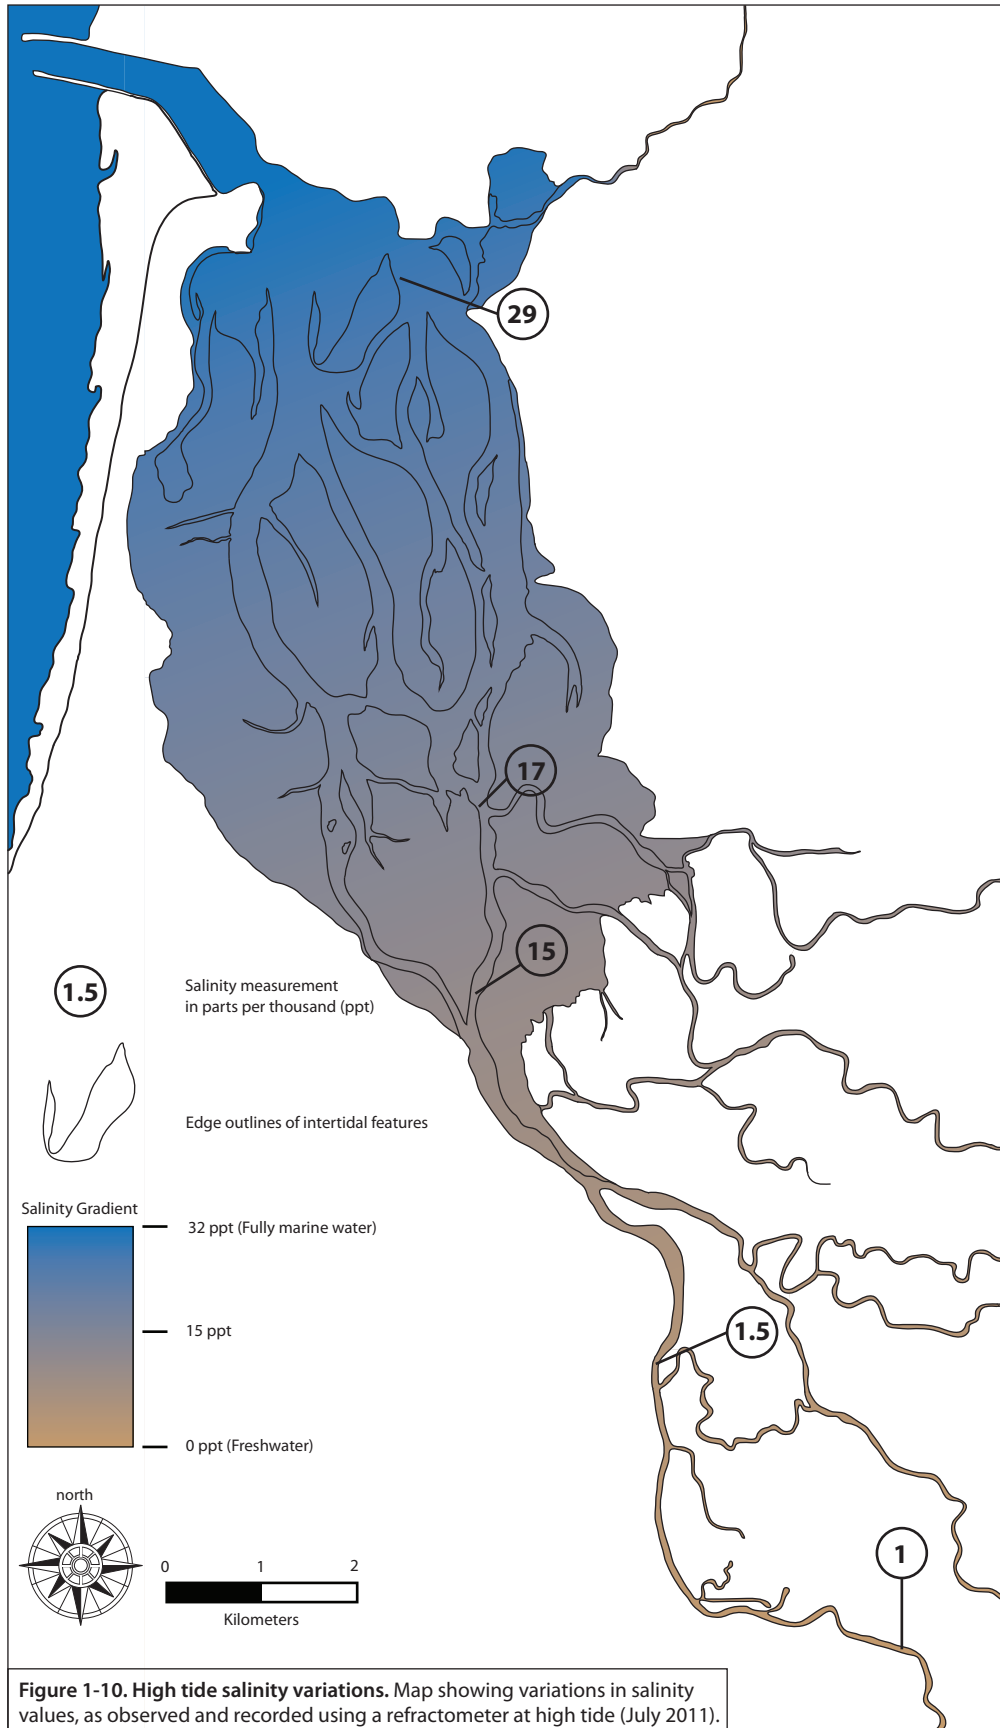 29
17
15
1.5
Salinity measurement
in parts per thousand (ppt)
Edge outlines of intertidal features
Salinity Gradient
32 ppt (Fully marine water)
15 ppt
0 ppt (Freshwater)
1.5
north
0 1 2
Kilometers
1
Figure 1-10. High tide salinity variations. Map showing variations in salinity
values, as observed and recorded using a refractometer at high tide (July 2011).